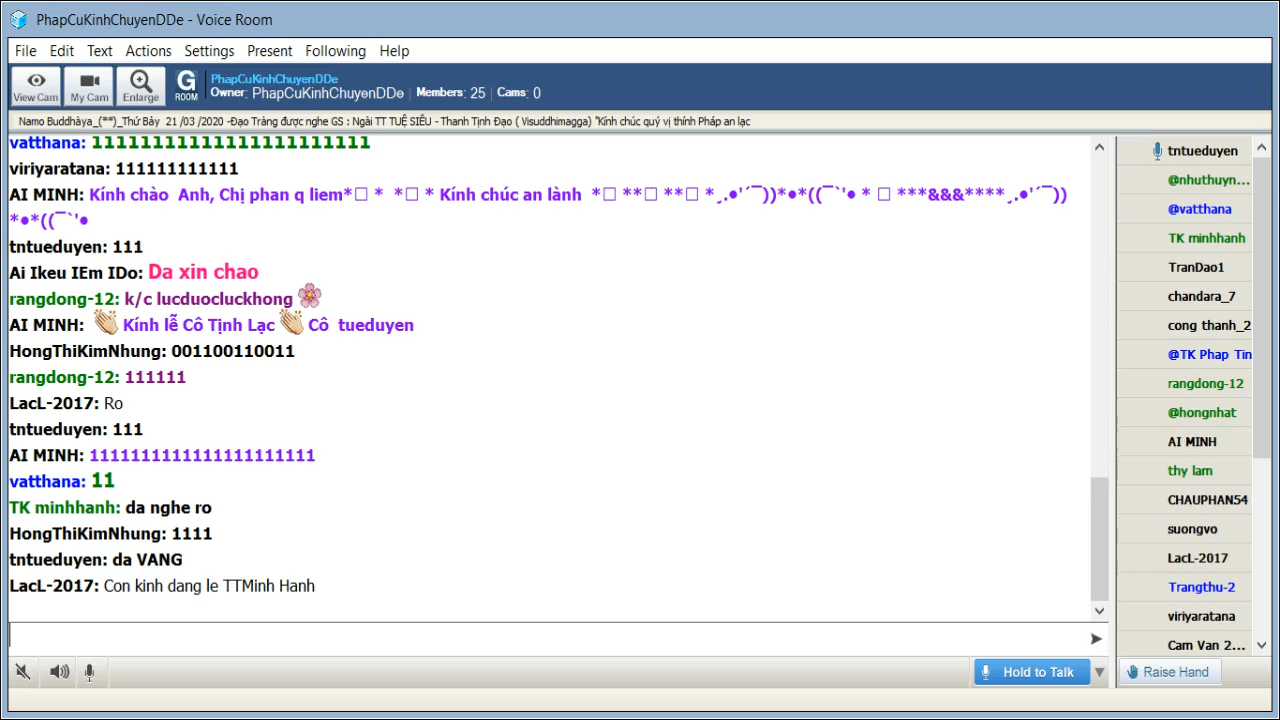 PhapCuKinhChuyenDDe - Voice Room
File Edit Text Actions Settings Present Following Help
View Cam My Cam Enlarge G ROOM
PhapCuKinhChuyenDDe
Owner: PhapCuKinhChuyenDDe Members: 25 Cams: 0
Namo Buddhàya_(**)_Thứ Bảy 21 /03 /2020 -Đạo Tràng được nghe GS : Ngài TT TUỆ SIÊU - Thanh Tịnh Đạo ( Visuddhimagga) "Kính chúc quý vị thính Pháp an lạc
viriyaratana: 111111111111
AI MINH: Kính chào Anh, Chị phan q liem*□ * *□ * Kính chúc an lành *□ **□ **□ *¸.•'´¯))*•*((¯`'• * □ ***&&&****¸.•'´¯))
*•*((¯`'•
tntueduyen: 111
Ai Ikeu IEm IDo: Da xin chao
rangdong-12: k/c lucduocluckhong 🌸
AI MINH: 👏 Kính lễ Cô Tịnh Lạc 👏 Cô tueduyen
HongThiKimNhung: 001100110011
rangdong-12: 111111
LacL-2017: Ro
tntueduyen: 111
AI MINH: 1111111111111111111111
vatthana: 11
TK minhhanh: da nghe ro
HongThiKimNhung: 1111
tntueduyen: da VANG
LacL-2017: Con kinh dang le TTMinh Hanh
Hold to Talk
tntueduyen
@nhuthuyn...
@vatthana
TK minhhanh
TranDao1
chandara_7
cong thanh_2
@TK Phap Tin
rangdong-12
@hongnhat
AI MINH
thy lam
CHAUPHAN54
suongvo
LacL-2017
Trangthu-2
viriyaratana
Cam Van 2...
Raise Hand